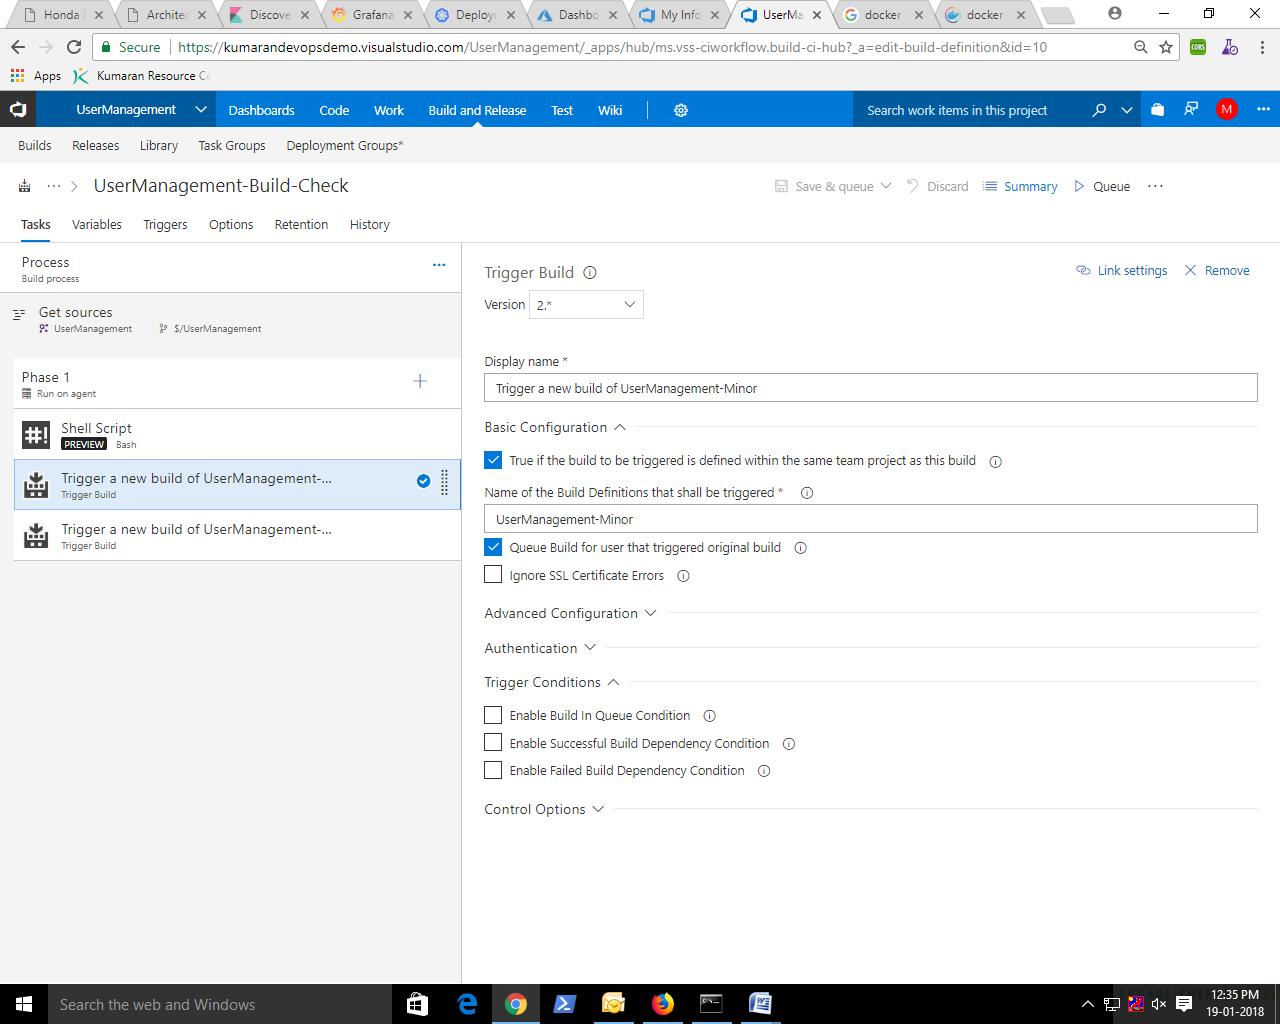 Honda
Architec
Discove
Grafana
Deploym
Dashbo
My Info
UserMa
docker
docker
Secure
https://kumarandevopsdemo.visualstudio.com/UserManagement/_apps/hub/ms.vss-ciworkflow.build-ci-hub?_a=edit-build-definition&id=10
CORS
Apps
Kumaran Resource Ce
UserManagement
Dashboards
Code
Work
Build and Release
Test
Wiki
Search work items in this project
M
Builds
Releases
Library
Task Groups
Deployment Groups*
UserManagement-Build-Check
Save & queue
Discard
Summary
Queue
Tasks
Variables
Triggers
Options
Retention
History
Process
Build process
Get sources
UserManagement
$/UserManagement
Phase 1
Run on agent
#!
Shell Script
PREVIEW Bash
Trigger a new build of UserManagement-...
Trigger Build
Trigger a new build of UserManagement-...
Trigger Build
Trigger Build
Link settings
Remove
Version 2.*
Display name *
Trigger a new build of UserManagement-Minor
Basic Configuration
True if the build to be triggered is defined within the same team project as this build
Name of the Build Definitions that shall be triggered *
UserManagement-Minor
Queue Build for user that triggered original build
Ignore SSL Certificate Errors
Advanced Configuration
Authentication
Trigger Conditions
Enable Build In Queue Condition
Enable Successful Build Dependency Condition
Enable Failed Build Dependency Condition
Control Options
Search the web and Windows
12:35 PM
19-01-2018